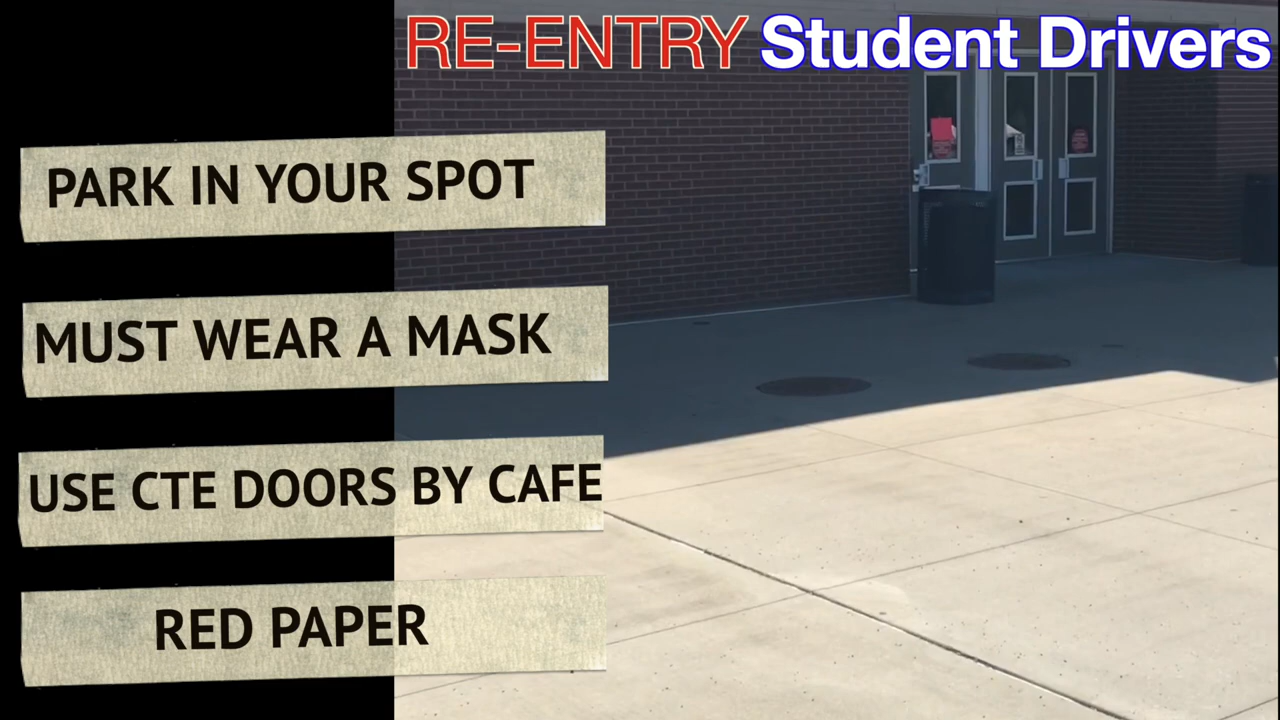 RE-ENTRY Student Drivers
PARK IN YOUR SPOT
MUST WEAR A MASK
USE CTE DOORS BY CAFE
RED PAPER